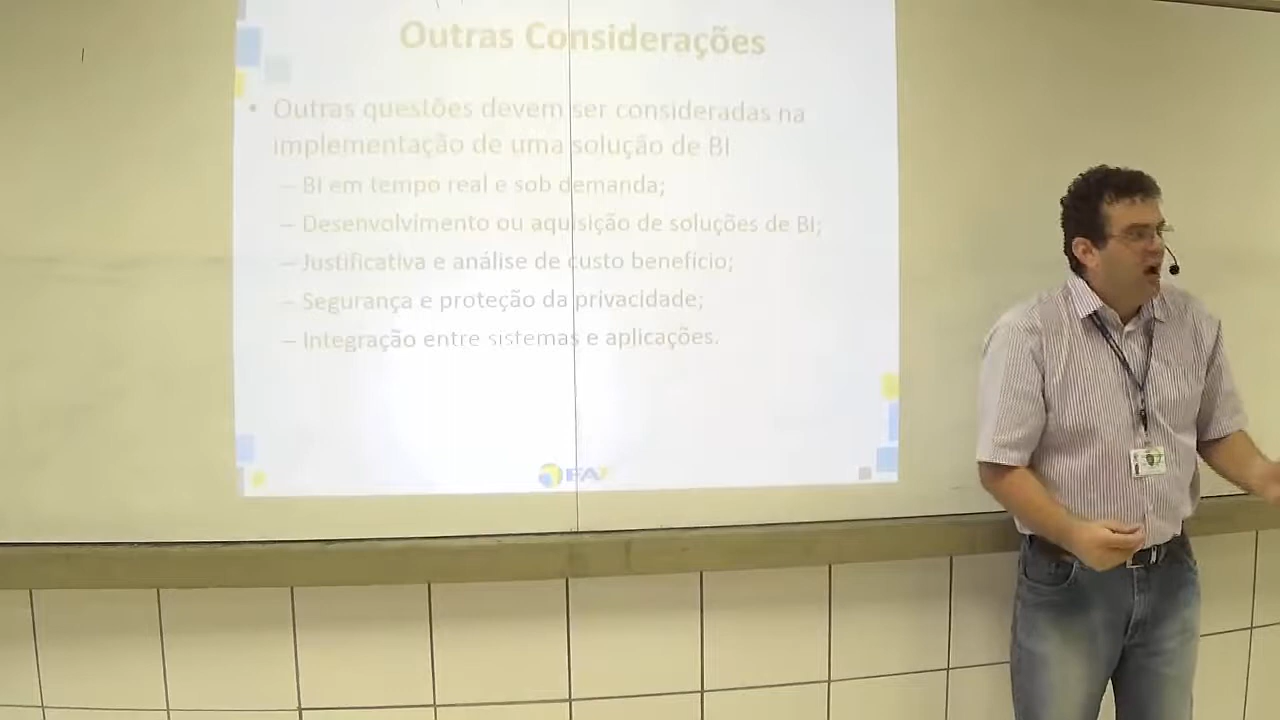 Outras Considerações
• Outras questões devem ser consideradas na
implementação de uma solução de BI
– BI em tempo real e sob demanda;
– Desenvolvimento ou aquisição de soluções de BI;
– Justificativa e análise de custo benefício;
– Segurança e proteção da privacidade;
– Integração entre sistemas e aplicações.
FA7